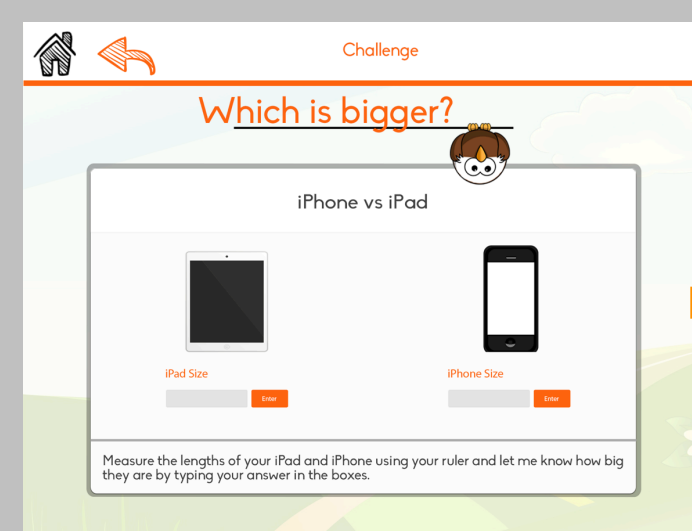 Challenge
Which is bigger?
iPhone vs iPad
iPad Size
iPhone Size
Enter
Enter
Measure the lengths of your iPad and iPhone using your ruler and let me know how big
they are by typing your answer in the boxes.